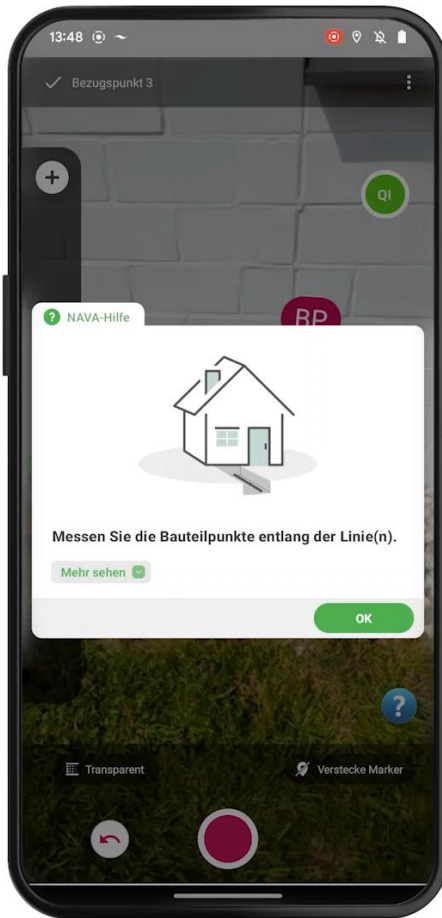 13:48
Bezugspunkt 3
QI
BP
? NAVA-Hilfe
Messen Sie die Bauteilpunkte entlang der Linie(n).
Mehr sehen
OK
?
Transparent
Verstecke Marker